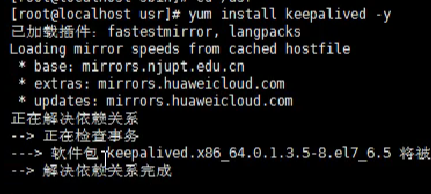 [root@localhost usr]# yum install keepalived -y
已加载插件：fastestmirror, langpacks
Loading mirror speeds from cached hostfile
* base: mirrors.njupt.edu.cn
* extras: mirrors.huaweicloud.com
* updates: mirrors.huaweicloud.com
正在解决依赖关系
--> 正在检查事务
---> 软件包 keepalived.x86_64.0.1.3.5-8.el7_6.5 将被
--> 解决依赖关系完成